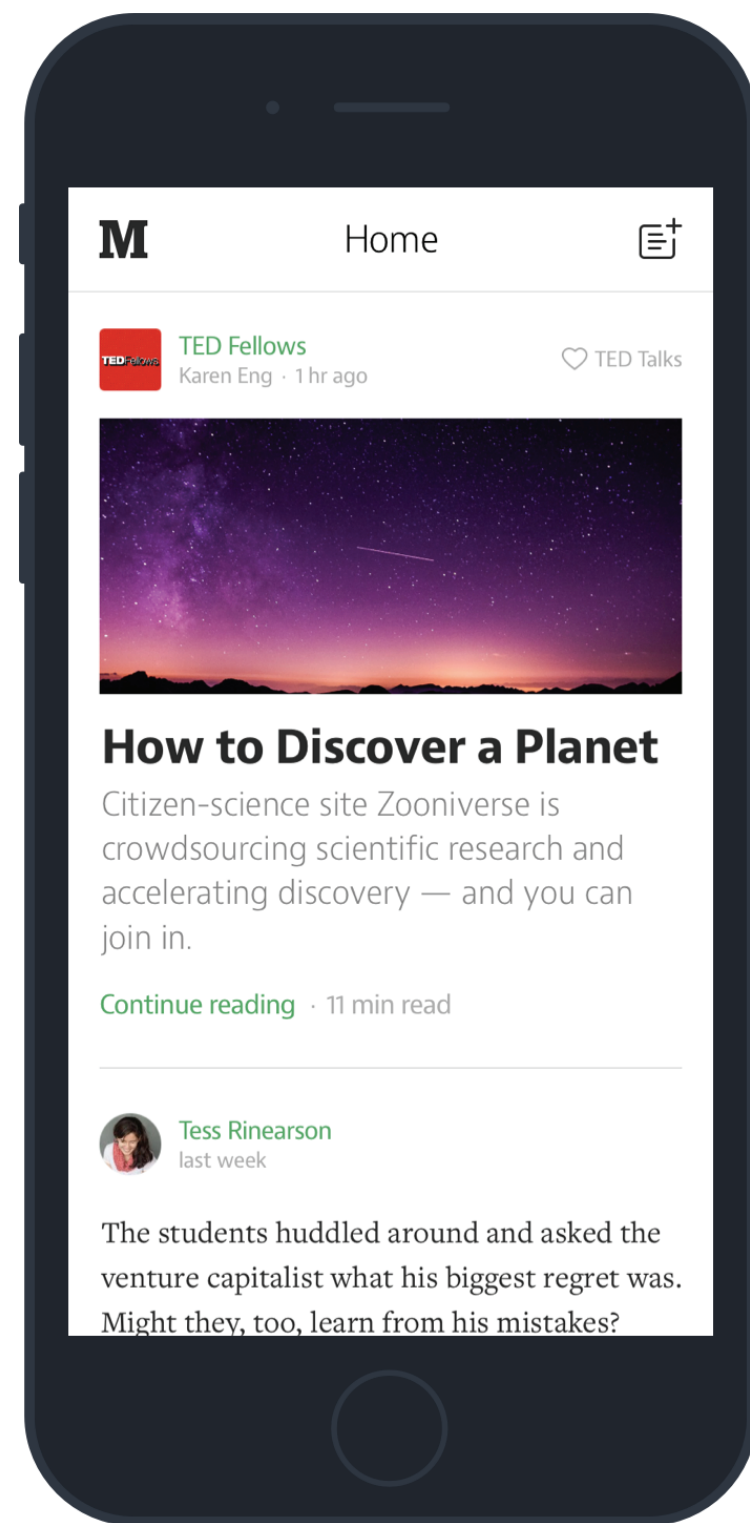 M
Home
TED Fellows
TEDFellows
Karen Eng · 1 hr ago
TED Talks
How to Discover a Planet
Citizen-science site Zooniverse is
crowdsourcing scientific research and
accelerating discovery — and you can
join in.
Continue reading · 11 min read
Tess Rinearson
last week
The students huddled around and asked the
venture capitalist what his biggest regret was.
Might they, too, learn from his mistakes?